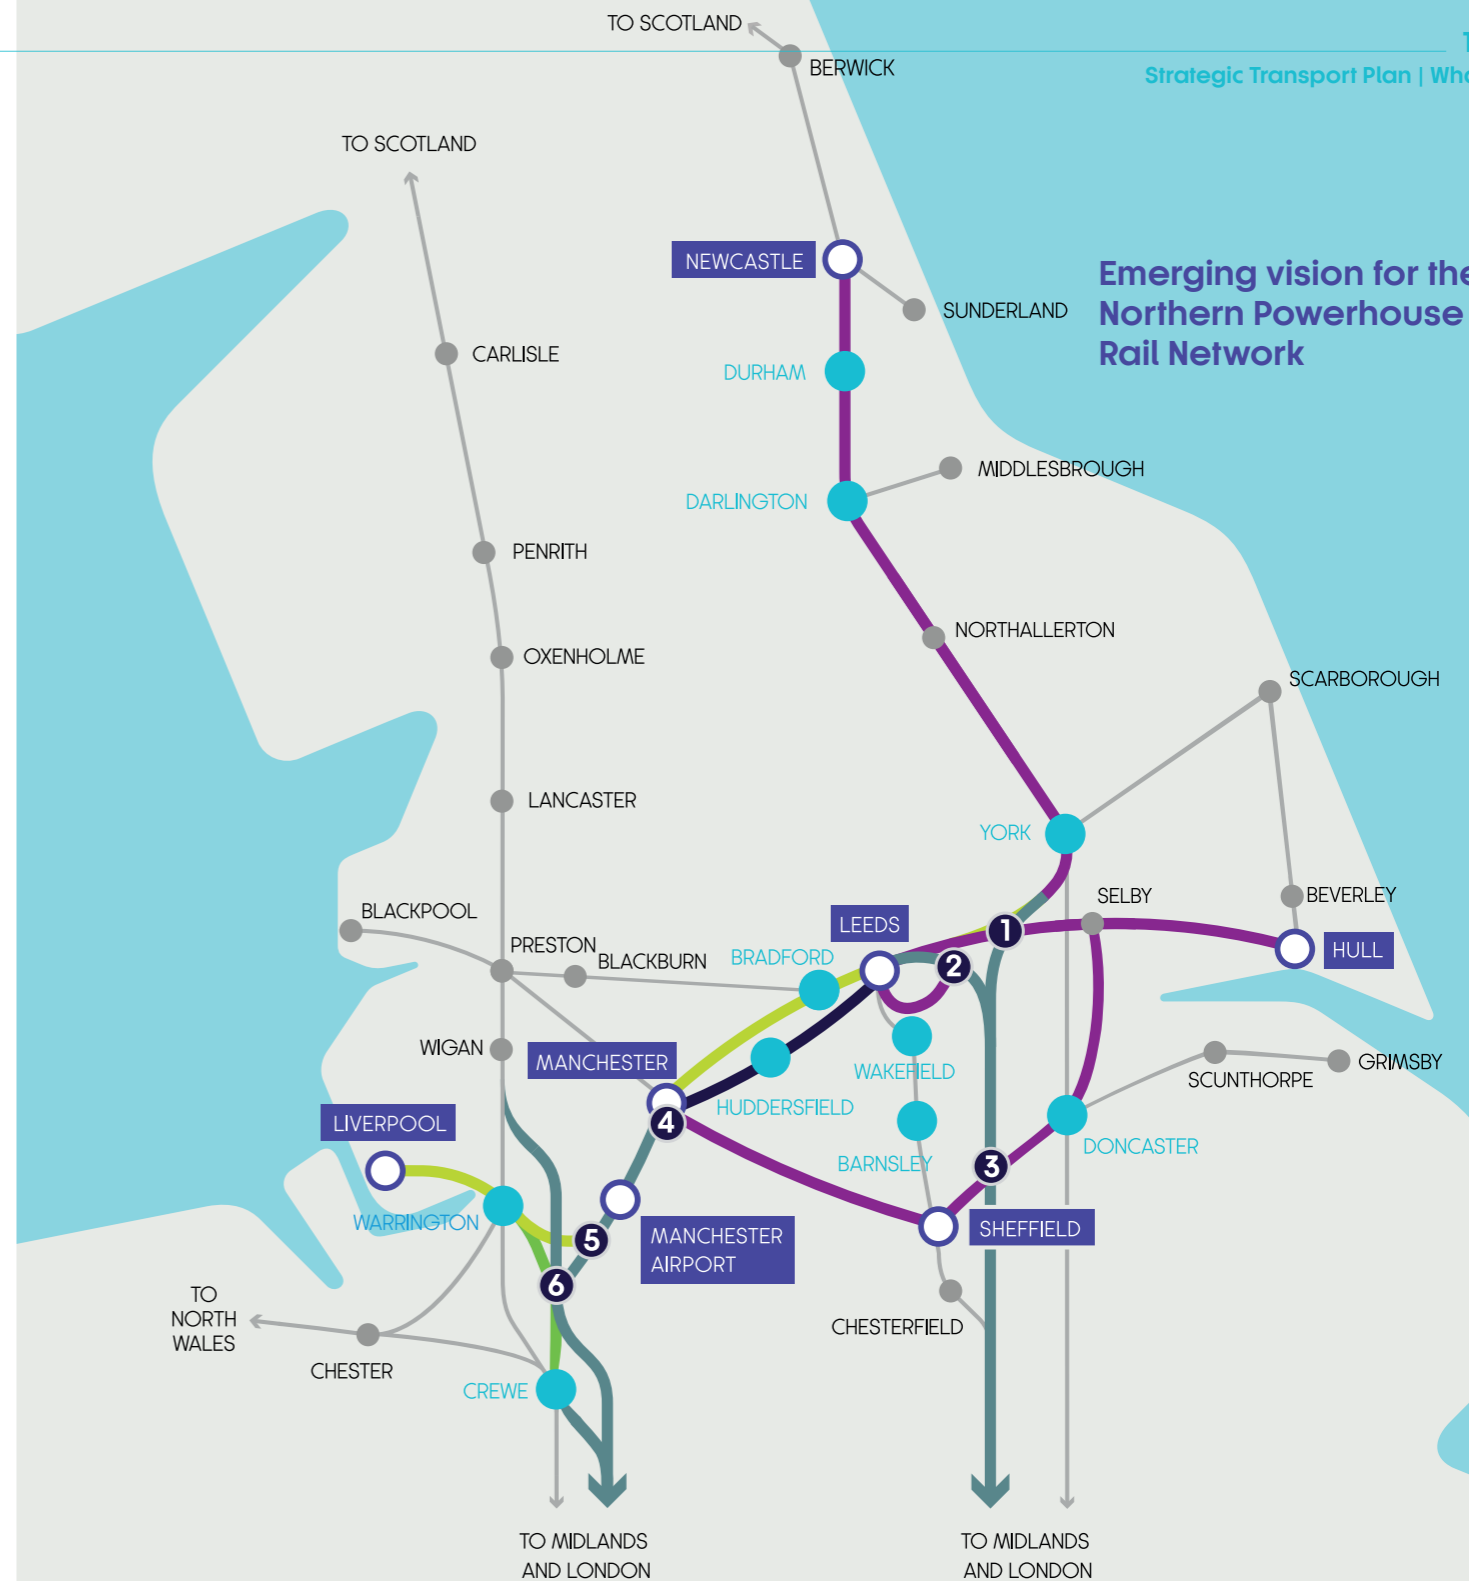 TO SCOTLAND
BERWICK
Strategic Transport Plan |
TO SCOTLAND
NEWCASTLE
Emerging vision for the
Northern Powerhouse
Rail Network
SUNDERLAND
CARLISLE
DURHAM
MIDDLESBROUGH
DARLINGTON
PENRITH
NORTHALLERTON
OXENHOLME
SCARBOROUGH
LANCASTER
YORK
BLACKPOOL
LEEDS
SELBY
BEVERLEY
1
HULL
PRESTON
BLACKBURN
BRADFORD
2
WIGAN
MANCHESTER
WAKEFIELD
GRIMSBY
SCUNTHORPE
HUDDERSFIELD
LIVERPOOL
4
DONCASTER
BARNSLEY
3
WARRINGTON
SHEFFIELD
5
MANCHESTER
AIRPORT
6
TO
NORTH
WALES
CHESTERFIELD
CHESTER
CREWE
TO MIDLANDS
AND LONDON
TO MIDLANDS
AND LONDON